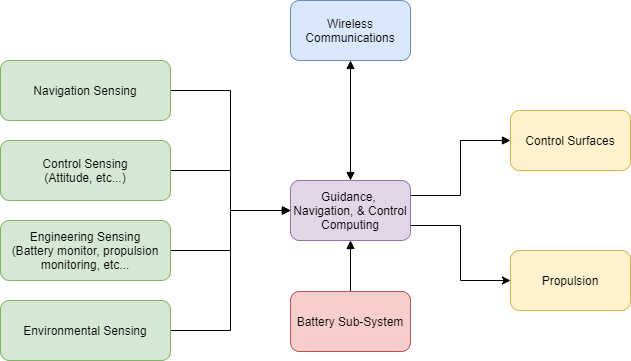 Wireless
Communications
Navigation Sensing
Control Sensing
(Attitude, etc...)
Engineering Sensing
(Battery monitor, propulsion
monitoring, etc...
Environmental Sensing
Guidance,
Navigation, & Control
Computing
Battery Sub-System
Control Surfaces
Propulsion